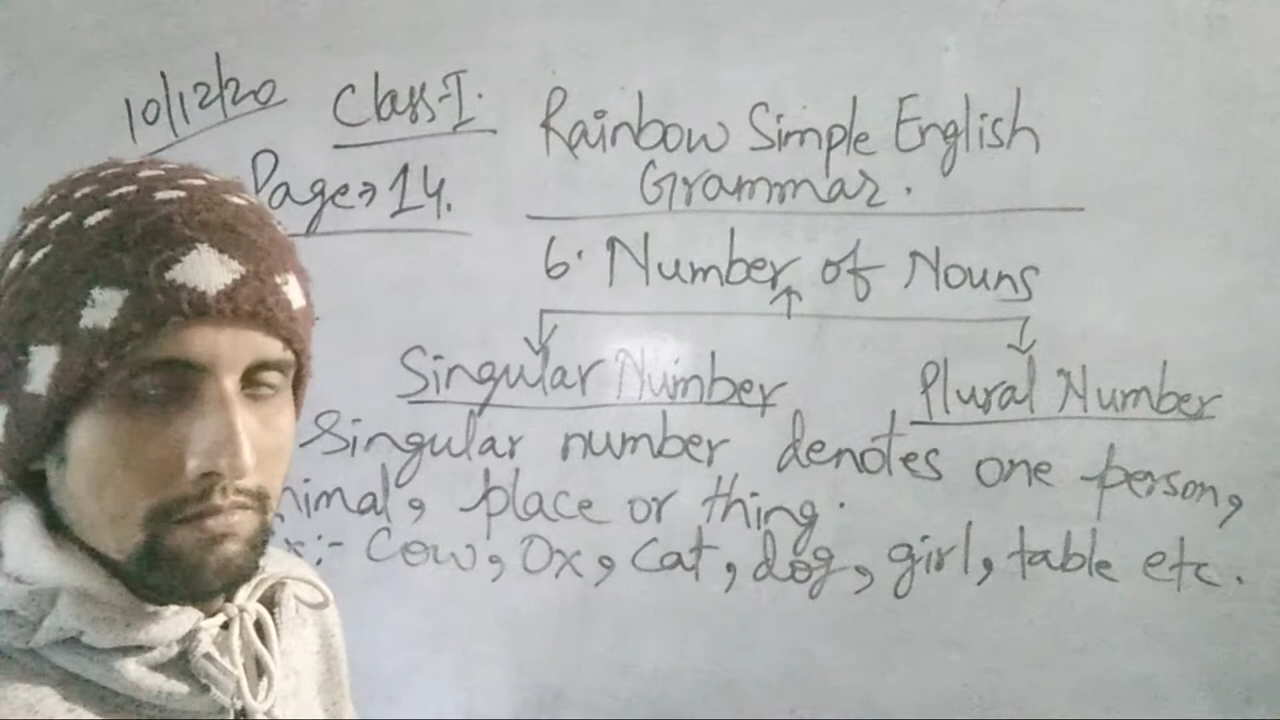 10/12/20 Class-I.
Page→14.
Rainbow Simple English
Grammar.
6. Number of Nouns
Singular Number Plural Number
Singular number denotes one person,
nimal, place or thing.
x:- Cow, Ox, Cat, dog, girl, table etc.